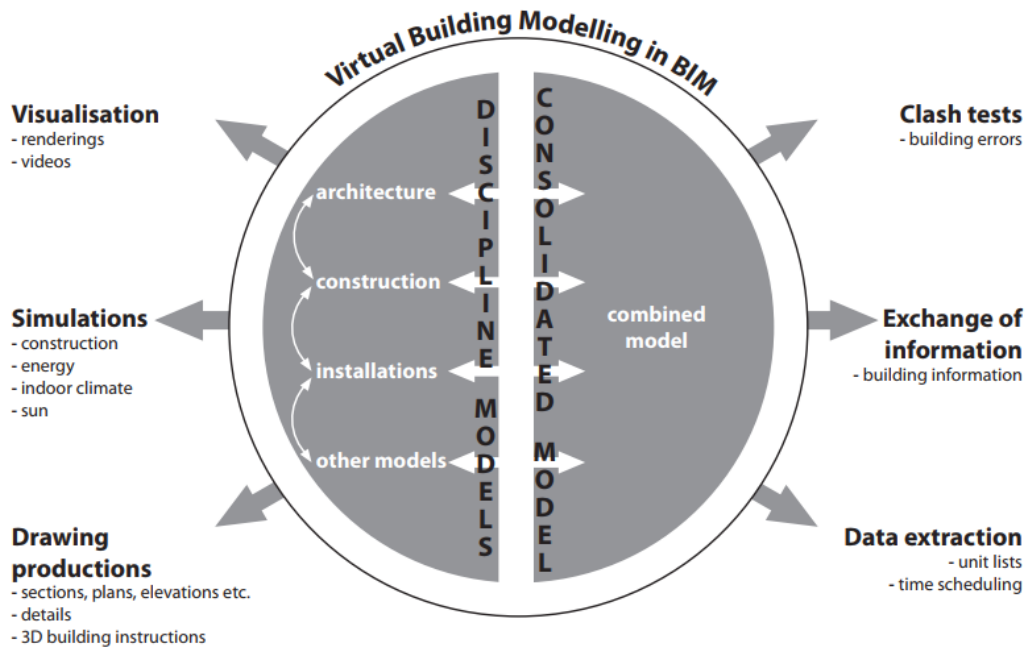 Virtual Building Modelling in BIM
Visualisation
- renderings
- videos
Simulations
- construction
- energy
- indoor climate
- sun
Drawing
productions
- sections, plans, elevations etc.
- details
- 3D building instructions
DISCIPLINE MODELS
architecture
construction
installations
other models
CONSOLIDATED MODEL
combined
model
Clash tests
- building errors
Exchange of
information
- building information
Data extraction
- unit lists
- time scheduling